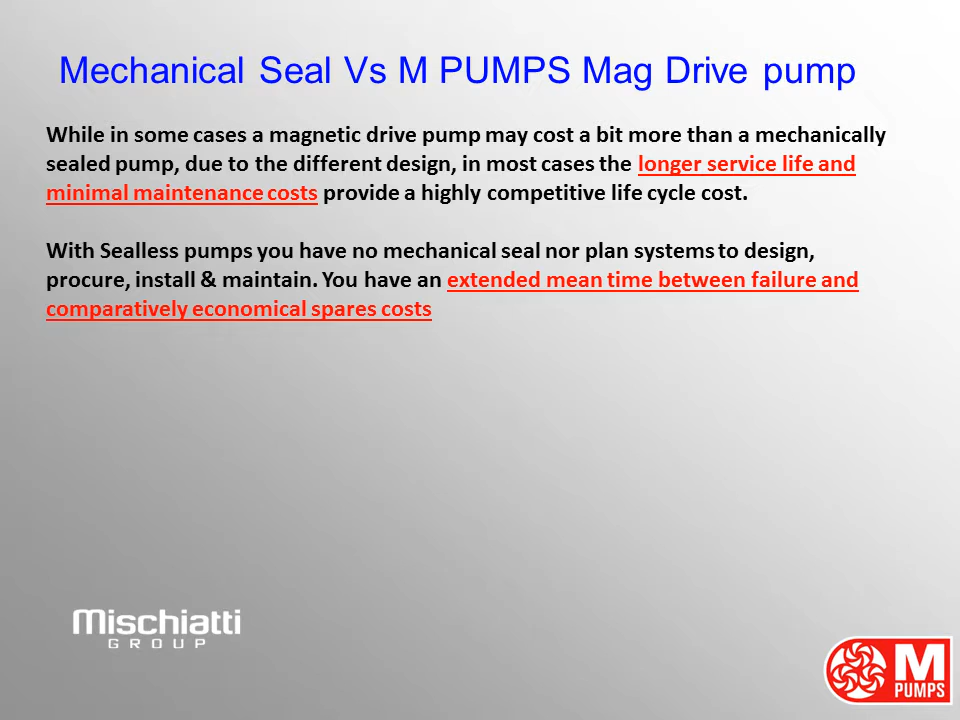 Mechanical Seal Vs M PUMPS Mag Drive pump
While in some cases a magnetic drive pump may cost a bit more than a mechanically
sealed pump, due to the different design, in most cases the longer service life and
minimal maintenance costs provide a highly competitive life cycle cost.
With Sealless pumps you have no mechanical seal nor plan systems to design,
procure, install & maintain. You have an extended mean time between failure and
comparatively economical spares costs
Mischiatti
GROUP
M
PUMPS